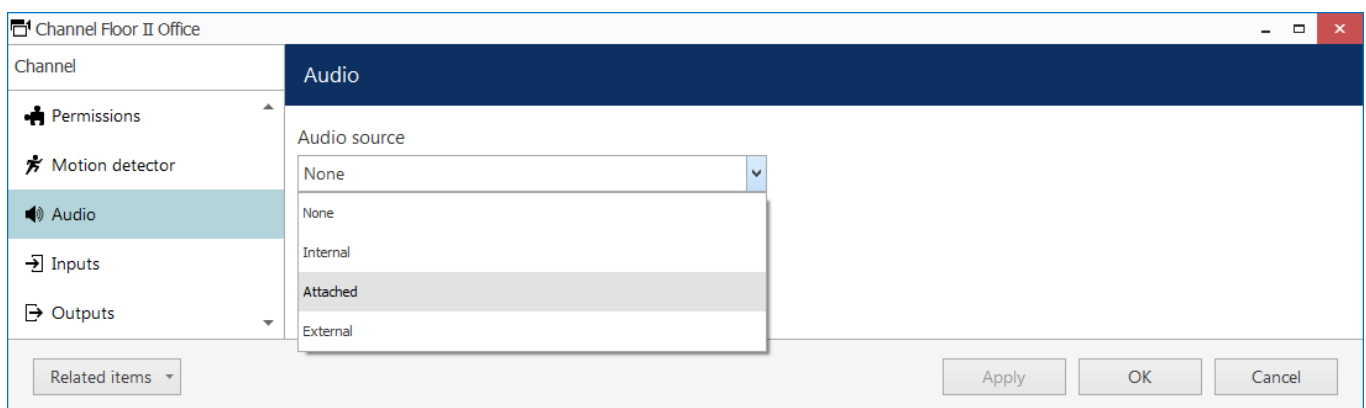 Channel Floor II Office
Channel
Permissions
Motion detector
Audio
Inputs
Outputs
Audio
Audio source
None
None
Internal
Attached
External
Related items
Apply
OK
Cancel